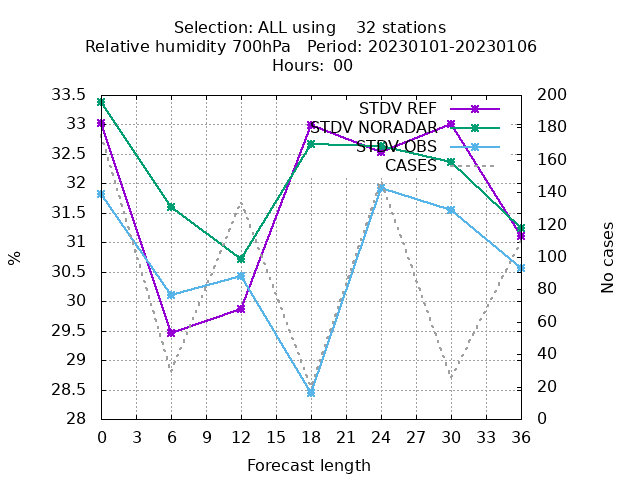 Selection: ALL using    32 stations
Relative humidity 700hPa   Period: 20230101-20230106
Hours:  00
33.5
33
32.5
32
31.5
31
30.5
30
29.5
29
28.5
28
%
200
180
160
140
120
100
80
60
40
20
0
No cases
STDV REF
STDV NORADAR
STDV OBS
CASES
0 3 6 9 12 15 18 21 24 27 30 33 36
Forecast length